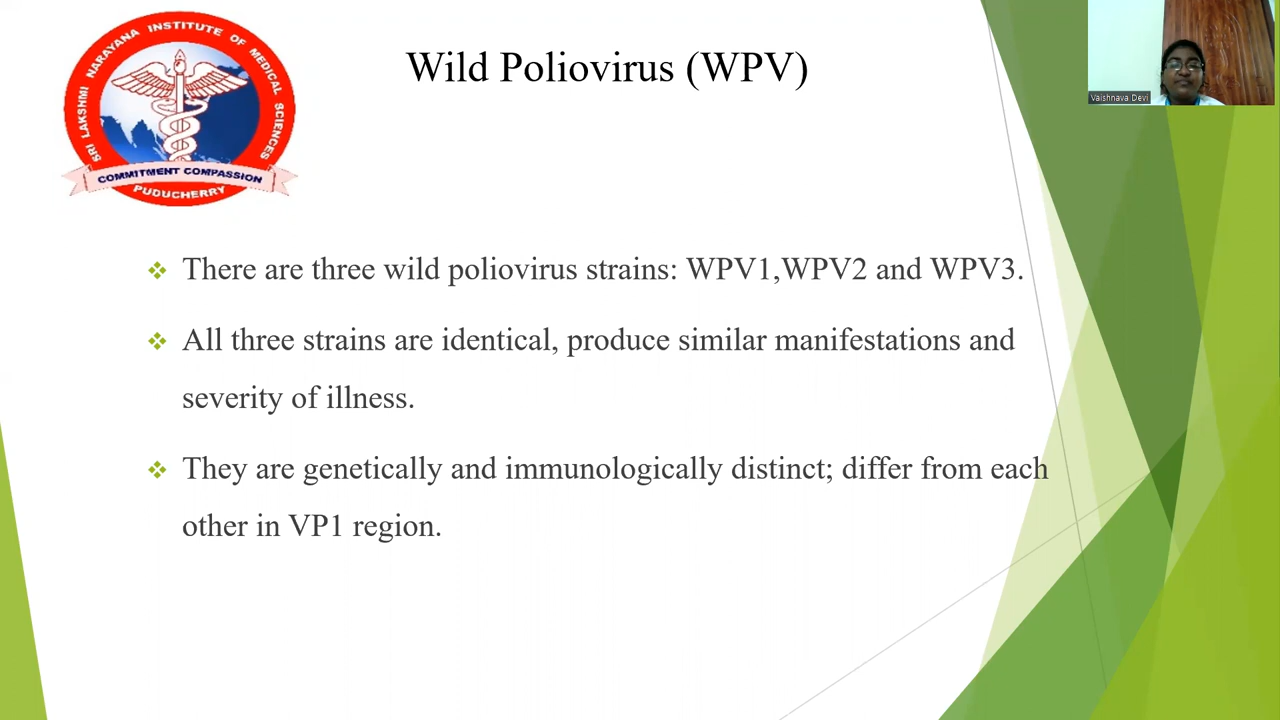 SRI LAKSHMI NARAYANA INSTITUTE OF MEDICAL SCIENCES
COMMITMENT COMPASSION
PUDUCHERRY
Wild Poliovirus (WPV)
Vaishnava Devi
There are three wild poliovirus strains: WPV1,WPV2 and WPV3.
All three strains are identical, produce similar manifestations and
severity of illness.
They are genetically and immunologically distinct; differ from each
other in VP1 region.